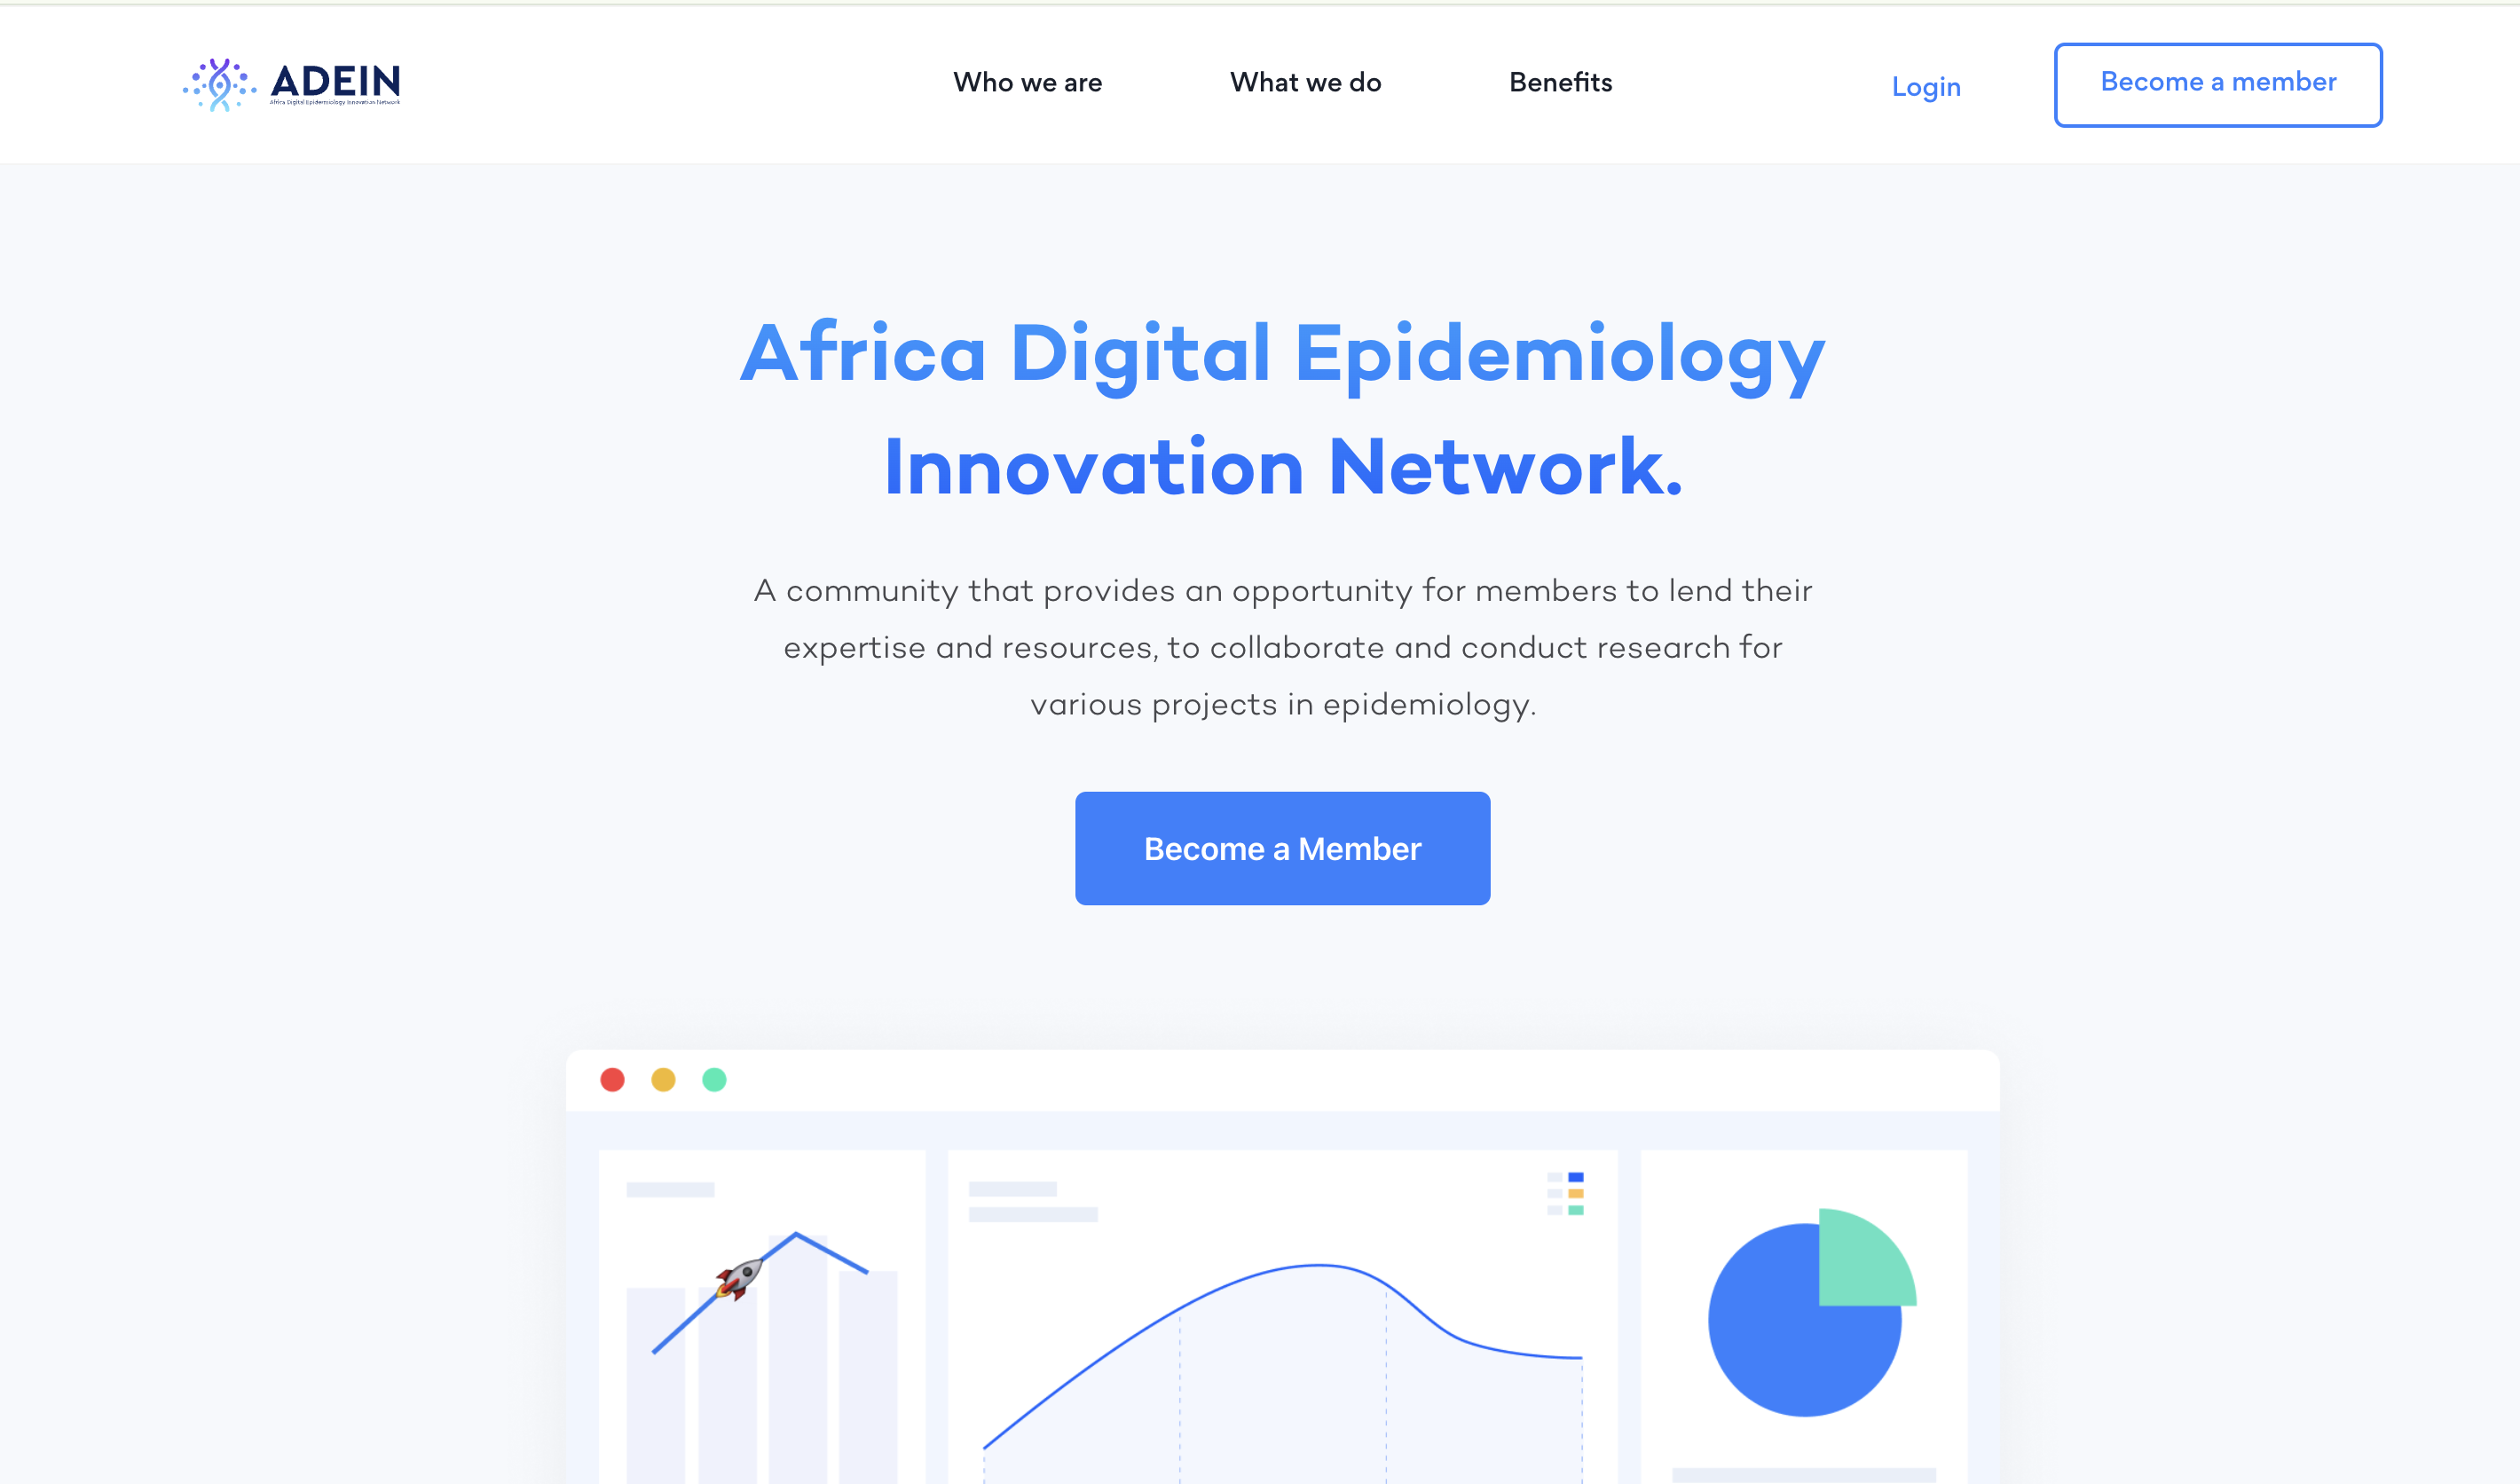 ADEIN
Africa Digital Epidemiology Innovation Network
Who we are
What we do
Benefits
Login
Become a member
Africa Digital Epidemiology
Innovation Network.
A community that provides an opportunity for members to lend their
expertise and resources, to collaborate and conduct research for
various projects in epidemiology.
Become a Member